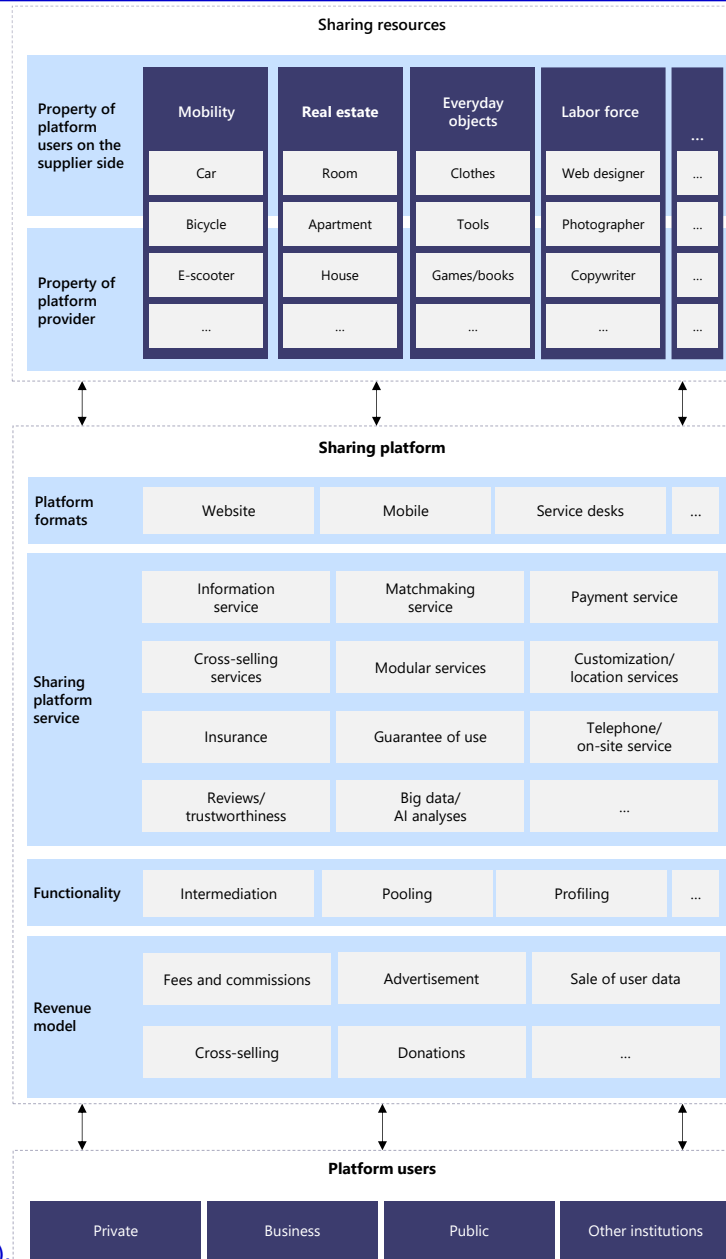 Sharing resources
Property of
platform
users on the
supplier side
Mobility
Real estate
Everyday
objects
Labor force
...
Car
Room
Clothes
Web designer
...
Bicycle
Apartment
Tools
Photographer
...
Property of
platform
provider
E-scooter
House
Games/books
Copywriter
...
...
...
...
...
...
Sharing platform
Platform
formats
Website
Mobile
Service desks
...
Sharing
platform
service
Information
service
Matchmaking
service
Payment service
Cross-selling
services
Modular services
Customization/
location services
Insurance
Guarantee of use
Telephone/
on-site service
Reviews/
trustworthiness
Big data/
AI analyses
...
Functionality
Intermediation
Pooling
Profiling
...
Revenue
model
Fees and commissions
Advertisement
Sale of user data
Cross-selling
Donations
...
Platform users
Private
Business
Public
Other institutions